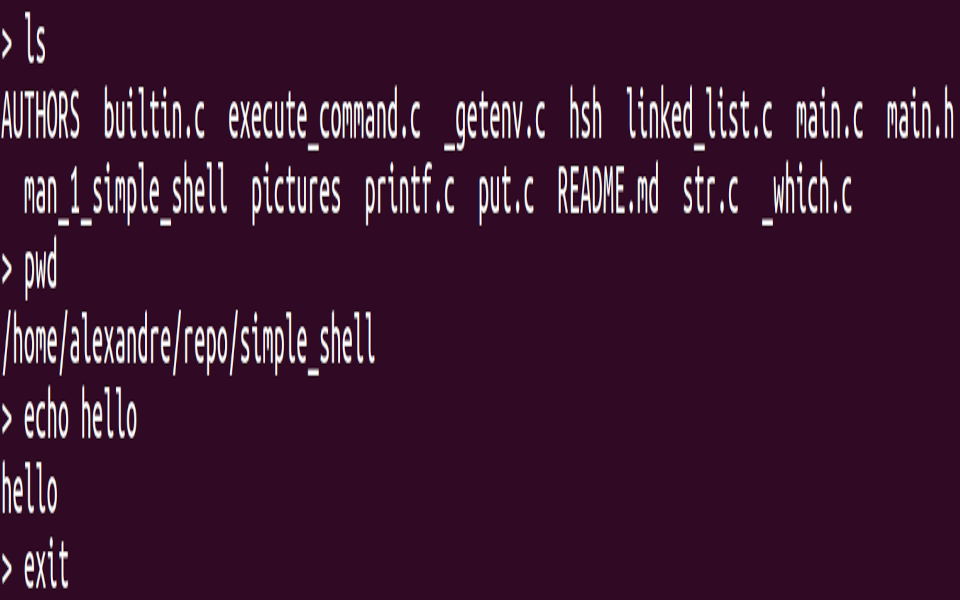 > ls
AUTHORS  builtin.c  execute_command.c  _getenv.c  hsh  linked_list.c  main.c  main.h
  man_1_simple_shell  pictures  printf.c  put.c  README.md  str.c  _which.c
> pwd
/home/alexandre/repo/simple_shell
> echo hello
hello
> exit